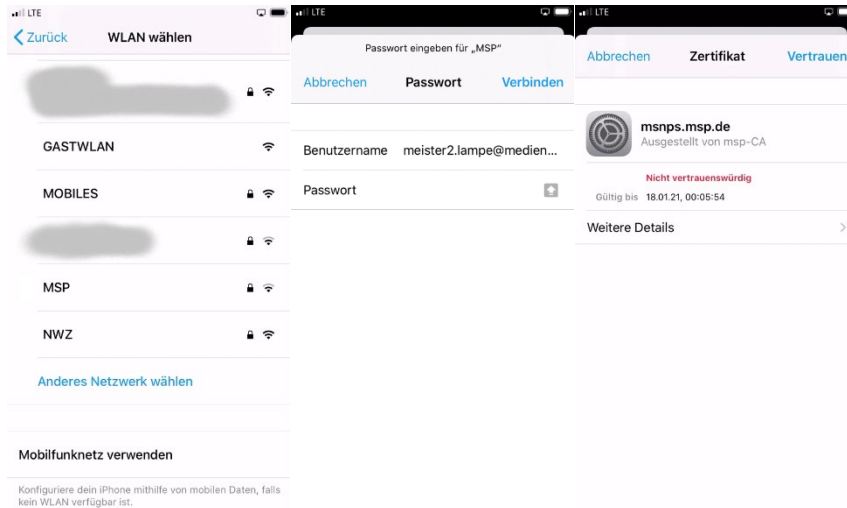 LTE
Zurück WLAN wählen
GASTWLAN
MOBILES
MSP
NWZ
Anderes Netzwerk wählen
Mobilfunknetz verwenden
Konfiguriere dein iPhone mithilfe von mobilen Daten, falls
kein WLAN verfügbar ist.
LTE
Passwort eingeben für „MSP“
Abbrechen Passwort Verbinden
Benutzername meister2.lampe@medien...
Passwort
LTE
Abbrechen Zertifikat Vertrauen
msnps.msp.de
Ausgestellt von msp-CA
Nicht vertrauenswürdig
Gültig bis 18.01.21, 00:05:54
Weitere Details